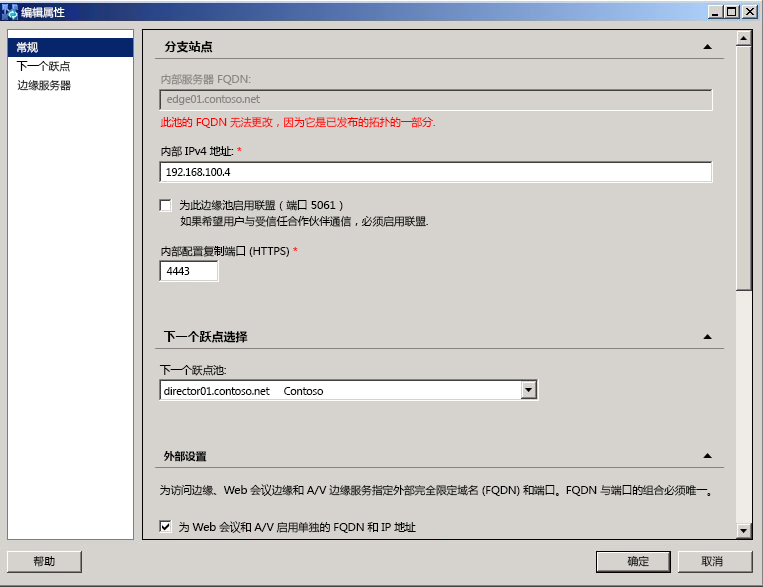 编辑属性
常规
下一个跃点
边缘服务器
分支站点
内部服务器 FQDN:
edge01.contoso.net
此池的 FQDN 无法更改，因为它是已发布的拓扑的一部分.
内部 IPv4 地址: *
192.168.100.4
为此边缘池启用联盟（端口 5061）
如果希望用户与受信任合作伙伴通信，必须启用联盟.
内部配置复制端口 (HTTPS) *
4443
下一个跃点选择
下一个跃点池:
director01.contoso.net Contoso
外部设置
为访问边缘、Web 会议边缘和 A/V 边缘服务指定外部完全限定域名 (FQDN) 和端口。FQDN 与端口的组合必须唯一。
为 Web 会议和 A/V 启用单独的 FQDN 和 IP 地址
帮助
确定
取消